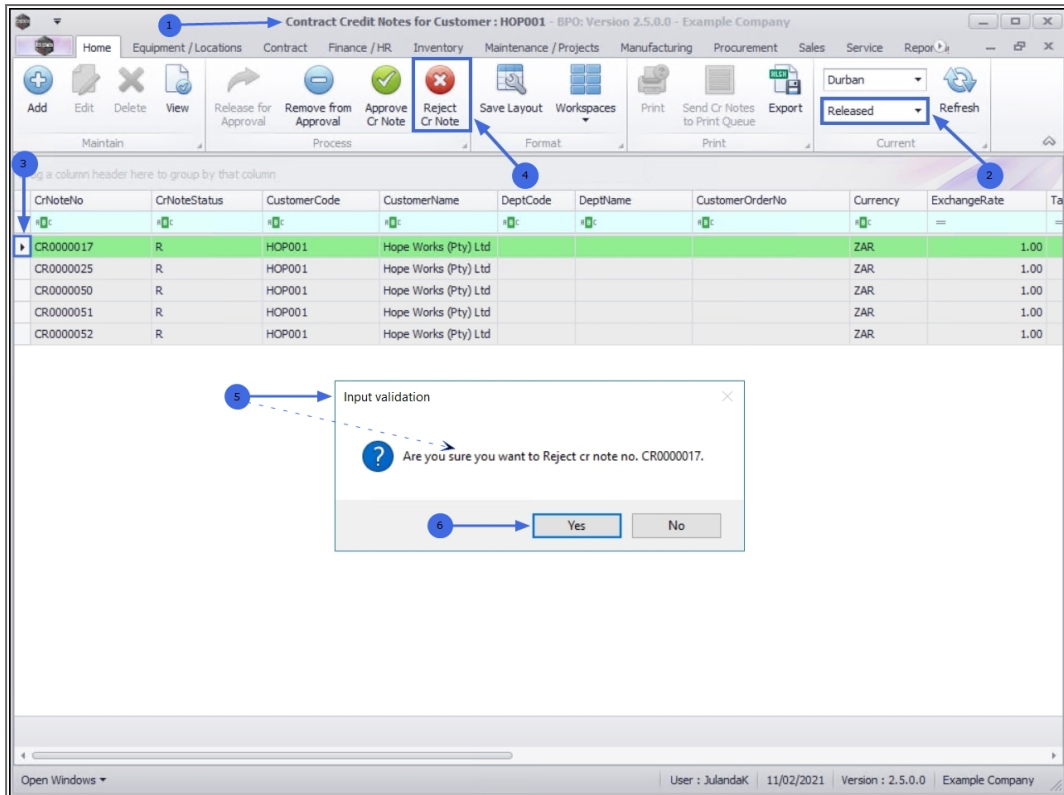 1
Contract Credit Notes for Customer : HOP001 - BPO: Version 2.5.0.0 - Example Company
Home Equipment / Locations Contract Finance / HR Inventory Maintenance / Projects Manufacturing Procurement Sales Service Repor
Add Edit Delete View Release for Approval Remove from Approval Approve Cr Note Reject Cr Note Save Layout Workspaces Print Send Cr Notes to Print Queue XLSX Export Durban Released Refresh
Maintain Process Format Print Current
3 4 2
g a column header here to group by that column
CrNoteNo CrNoteStatus CustomerCode CustomerName DeptCode DeptName CustomerOrderNo Currency ExchangeRate Ta
= =
CR0000017 R HOP001 Hope Works (Pty) Ltd ZAR 1.00
CR0000025 R HOP001 Hope Works (Pty) Ltd ZAR 1.00
CR0000050 R HOP001 Hope Works (Pty) Ltd ZAR 1.00
CR0000051 R HOP001 Hope Works (Pty) Ltd ZAR 1.00
CR0000052 R HOP001 Hope Works (Pty) Ltd ZAR 1.00
5 Input validation
? Are you sure you want to Reject cr note no. CR0000017.
6 Yes No
Open Windows User : JulandaK 11/02/2021 Version : 2.5.0.0 Example Company